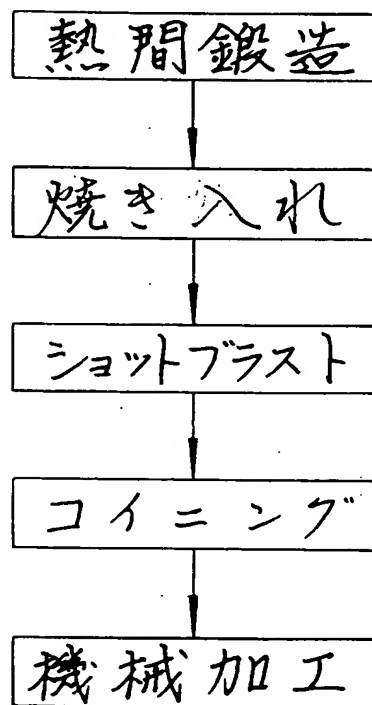 熱間鍛造
焼き入れ
ショットブラスト
コイニング
機械加工